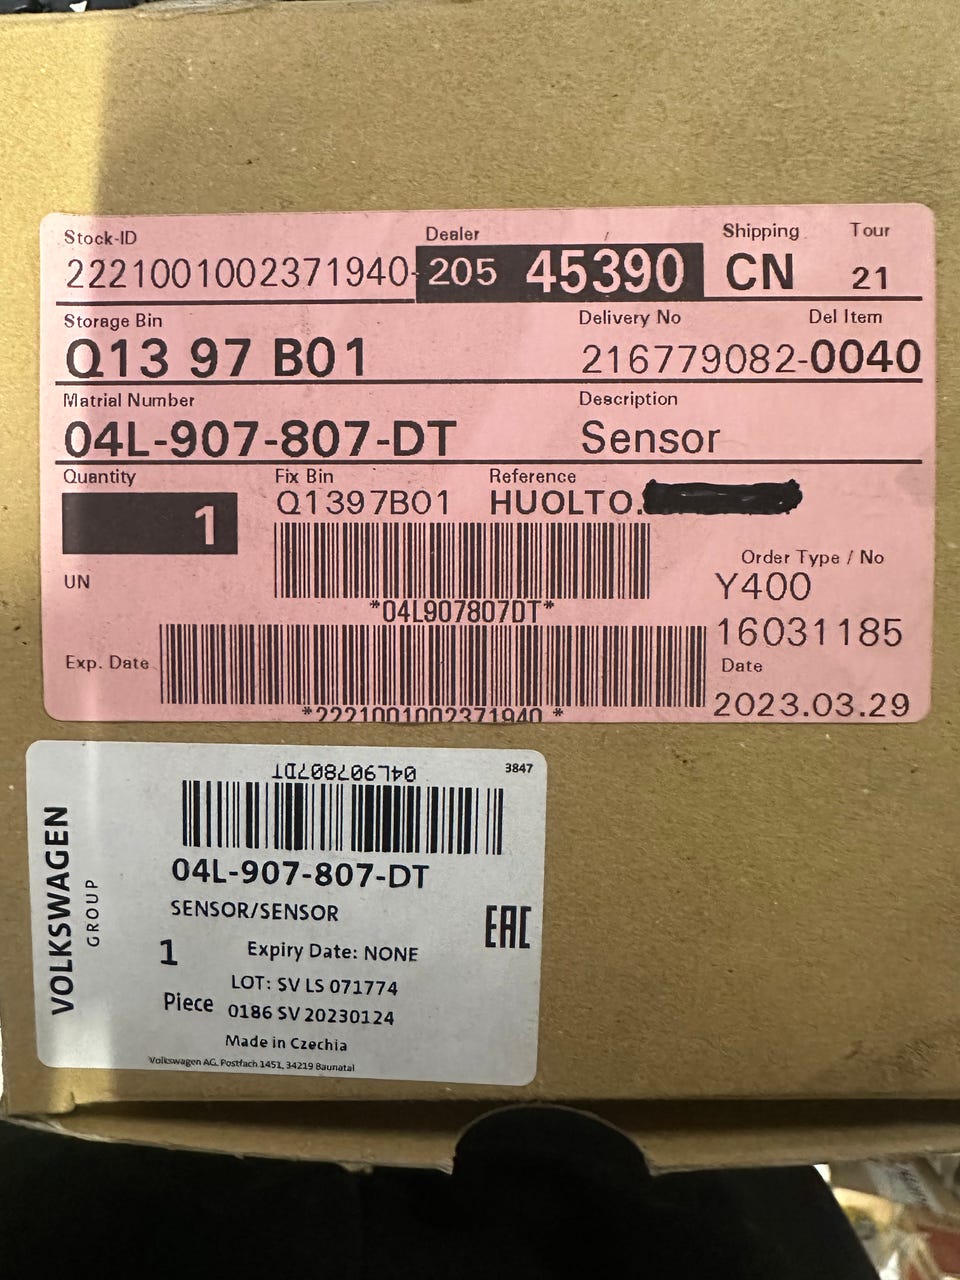 Stock-ID Dealer Shipping Tour
2221001002371940- 205 45390 CN 21
Storage Bin Delivery No Del Item
Q13 97 B01 216779082-0040
Matrial Number Description
04L-907-807-DT Sensor
Quantity Fix Bin Reference
1 Q1397B01 HUOLTO.
UN
Order Type / No
Y400
*04L907807DT*
16031185
Exp. Date Date
*2221001002371940 * 2023.03.29
04L907807DT 3847
VOLKSWAGEN
GROUP
04L-907-807-DT
SENSOR/SENSOR
EAC
1 Expiry Date: NONE
LOT: SV LS 071774
Piece 0186 SV 20230124
Made in Czechia
Volkswagen AG, Postfach 1451, 34219 Baunatal